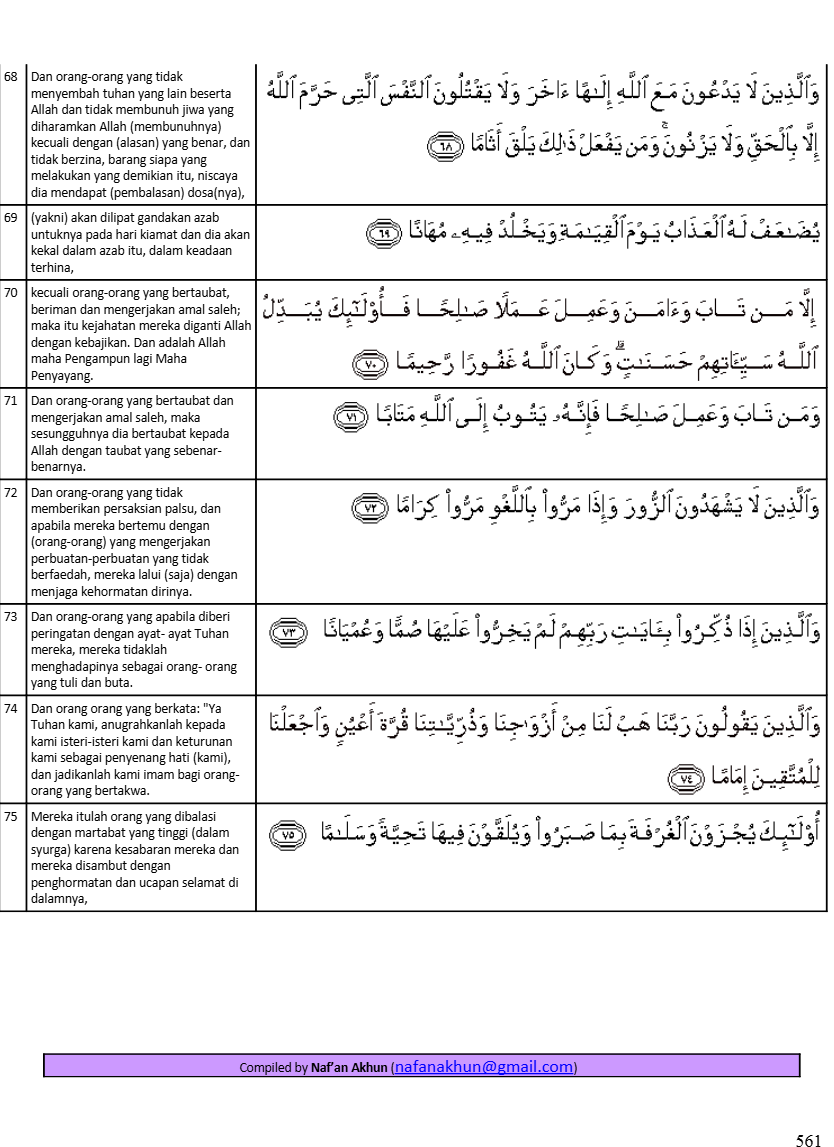 68
Dan orang-orang yang tidak
menyembah tuhan yang lain beserta
Allah dan tidak membunuh jiwa yang
diharamkan Allah (membunuhnya)
kecuali dengan (alasan) yang benar, dan
tidak berzina, barang siapa yang
melakukan yang demikian itu, niscaya
dia mendapat (pembalasan) dosa(nya),
وَٱلَّذِينَ لَا يَدْعُونَ مَعَ ٱللَّهِ إِلَـٰهًا ءَاخَرَ وَلَا يَقْتُلُونَ ٱلنَّفْسَ ٱلَّتِى حَرَّمَ ٱللَّهُ
إِلَّا بِٱلْحَقِّ وَلَا يَزْنُونَ ۚ وَمَن يَفْعَلْ ذَٰلِكَ يَلْقَ أَثَامًا ٦٨
69
(yakni) akan dilipat gandakan azab
untuknya pada hari kiamat dan dia akan
kekal dalam azab itu, dalam keadaan
terhina,
يُضَـٰعَفْ لَهُ ٱلْعَذَابُ يَوْمَ ٱلْقِيَـٰمَةِ وَيَخْلُدْ فِيهِۦ مُهَانًا ٦٩
70
kecuali orang-orang yang bertaubat,
beriman dan mengerjakan amal saleh;
maka itu kejahatan mereka diganti Allah
dengan kebajikan. Dan adalah Allah
maha Pengampun lagi Maha
Penyayang.
إِلَّا مَن تَابَ وَءَامَنَ وَعَمِلَ عَمَلًا صَـٰلِحًا فَأُو۟لَـٰٓئِكَ يُبَدِّلُ
ٱللَّهُ سَيِّـَٔاتِهِمْ حَسَنَـٰتٍ ۗ وَكَانَ ٱللَّهُ غَفُورًا رَّحِيمًا ٧٠
71
Dan orang-orang yang bertaubat dan
mengerjakan amal saleh, maka
sesungguhnya dia bertaubat kepada
Allah dengan taubat yang sebenar-
benarnya.
وَمَن تَابَ وَعَمِلَ صَـٰلِحًا فَإِنَّهُۥ يَتُوبُ إِلَى ٱللَّهِ مَتَابًا ٧١
72
Dan orang-orang yang tidak
memberikan persaksian palsu, dan
apabila mereka bertemu dengan
(orang-orang) yang mengerjakan
perbuatan-perbuatan yang tidak
berfaedah, mereka lalui (saja) dengan
menjaga kehormatan dirinya.
وَٱلَّذِينَ لَا يَشْهَدُونَ ٱلزُّورَ وَإِذَا مَرُّوا۟ بِٱللَّغْوِ مَرُّوا۟ كِرَامًا ٧٢
73
Dan orang-orang yang apabila diberi
peringatan dengan ayat- ayat Tuhan
mereka, mereka tidaklah
menghadapinya sebagai orang- orang
yang tuli dan buta.
وَٱلَّذِينَ إِذَا ذُكِّرُوا۟ بِـَٔايَـٰتِ رَبِّهِمْ لَمْ يَخِرُّوا۟ عَلَيْهَا صُمًّا وَعُمْيَانًا ٧٣
74
Dan orang orang yang berkata: "Ya
Tuhan kami, anugrahkanlah kepada
kami isteri-isteri kami dan keturunan
kami sebagai penyenang hati (kami),
dan jadikanlah kami imam bagi orang-
orang yang bertakwa.
وَٱلَّذِينَ يَقُولُونَ رَبَّنَا هَبْ لَنَا مِنْ أَزْوَٰجِنَا وَذُرِّيَّـٰتِنَا قُرَّةَ أَعْيُنٍ وَٱجْعَلْنَا
لِلْمُتَّقِينَ إِمَامًا ٧٤
75
Mereka itulah orang yang dibalasi
dengan martabat yang tinggi (dalam
syurga) karena kesabaran mereka dan
mereka disambut dengan
penghormatan dan ucapan selamat di
dalamnya,
أُو۟لَـٰٓئِكَ يُجْزَوْنَ ٱلْغُرْفَةَ بِمَا صَبَرُوا۟ وَيُلَقَّوْنَ فِيهَا تَحِيَّةً وَسَلَـٰمًا ٧٥
Compiled by Naf’an Akhun (nafanakhun@gmail.com)
561